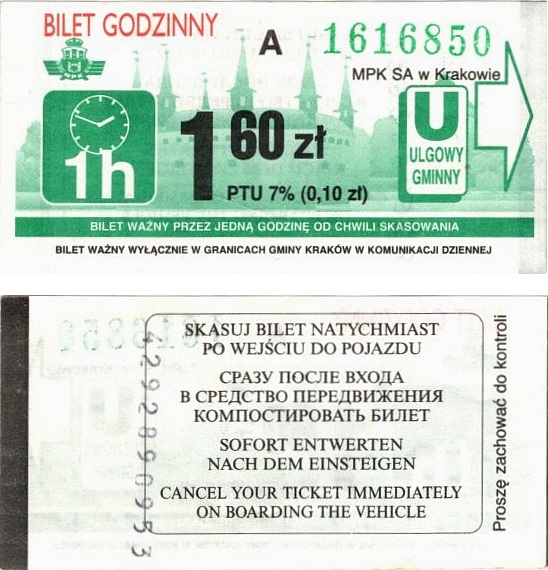 BILET GODZINNY
A 1616850
MPK
MPK SA w Krakowie
1h
1 60 zł
PTU 7% (0,10 zł)
U
ULGOWY
GMINNY
BILET WAŻNY PRZEZ JEDNĄ GODZINĘ OD CHWILI SKASOWANIA
BILET WAŻNY WYŁĄCZNIE W GRANICACH GMINY KRAKÓW W KOMUNIKACJI DZIENNEJ
SKASUJ BILET NATYCHMIAST
PO WEJŚCIU DO POJAZDU
СРАЗУ ПОСЛЕ ВХОДА
В СРЕДСТВО ПЕРЕДВИЖЕНИЯ
КОМПОСТИРОВАТЬ БИЛЕТ
SOFORT ENTWERTEN
NACH DEM EINSTEIGEN
CANCEL YOUR TICKET IMMEDIATELY
ON BOARDING THE VEHICLE
Proszę zachować do kontroli